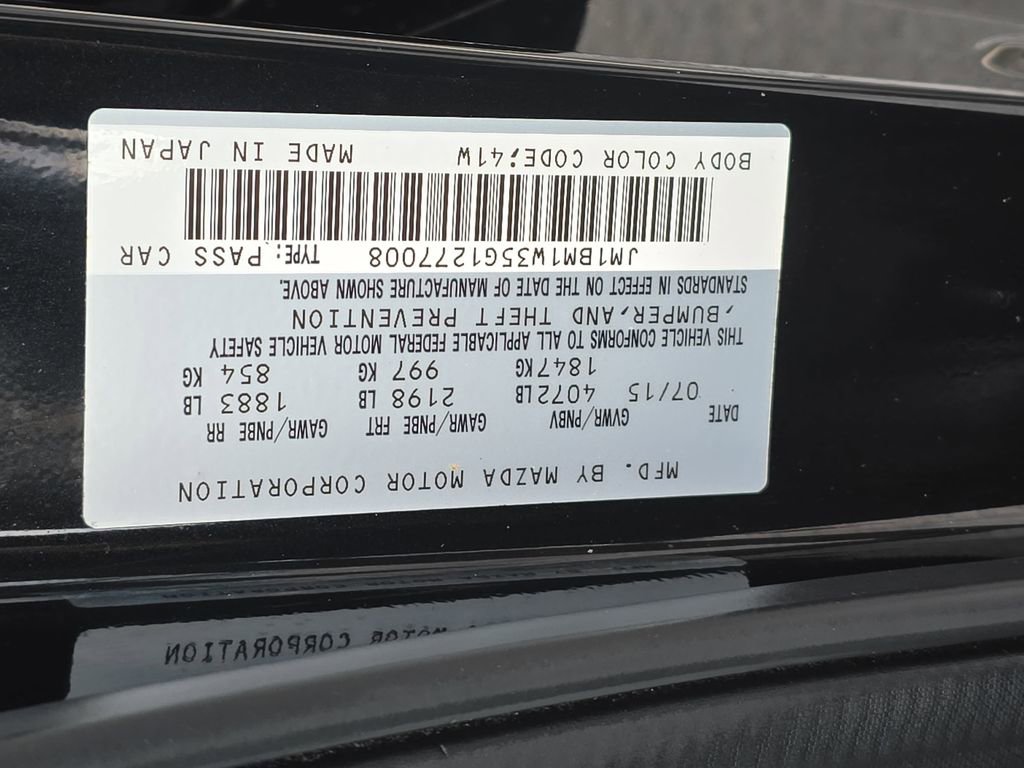 MFD. BY MAZDA MOTOR CORPORATION
DATE GVWR/PNBV GAWR/PNBE FRT GAWR/PNBE RR
07/15 4072LB 2198 LB 1883 LB
1847KG 997 KG 854 KG
THIS VEHICLE CONFORMS TO ALL APPLICABLE FEDERAL MOTOR VEHICLE SAFETY
,BUMPER,AND THEFT PREVENTION
STANDARDS IN EFFECT ON THE DATE OF MANUFACTURE SHOWN ABOVE.
JM1BM1W35G1277008 TYPE: PASS CAR
BODY COLOR CODE:41W MADE IN JAPAN
MOTOR CORPORATION